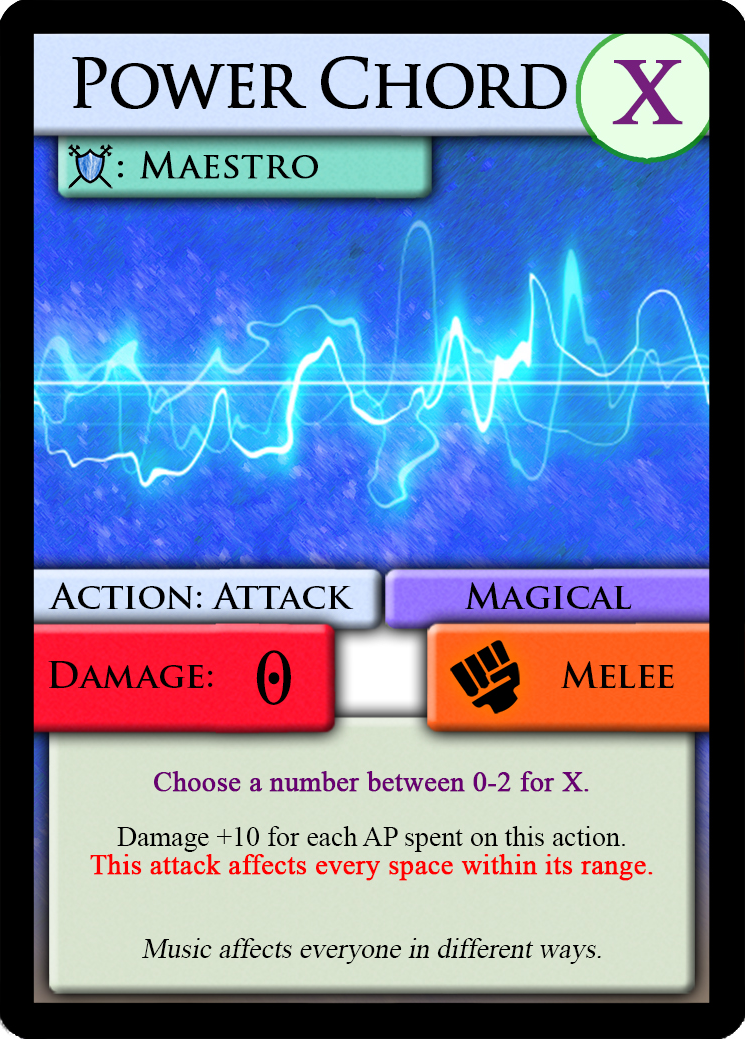 POWER CHORD X
: MAESTRO
ACTION: ATTACK MAGICAL
DAMAGE: 0 MELEE
Choose a number between 0-2 for X.
Damage +10 for each AP spent on this action.
This attack affects every space within its range.
Music affects everyone in different ways.